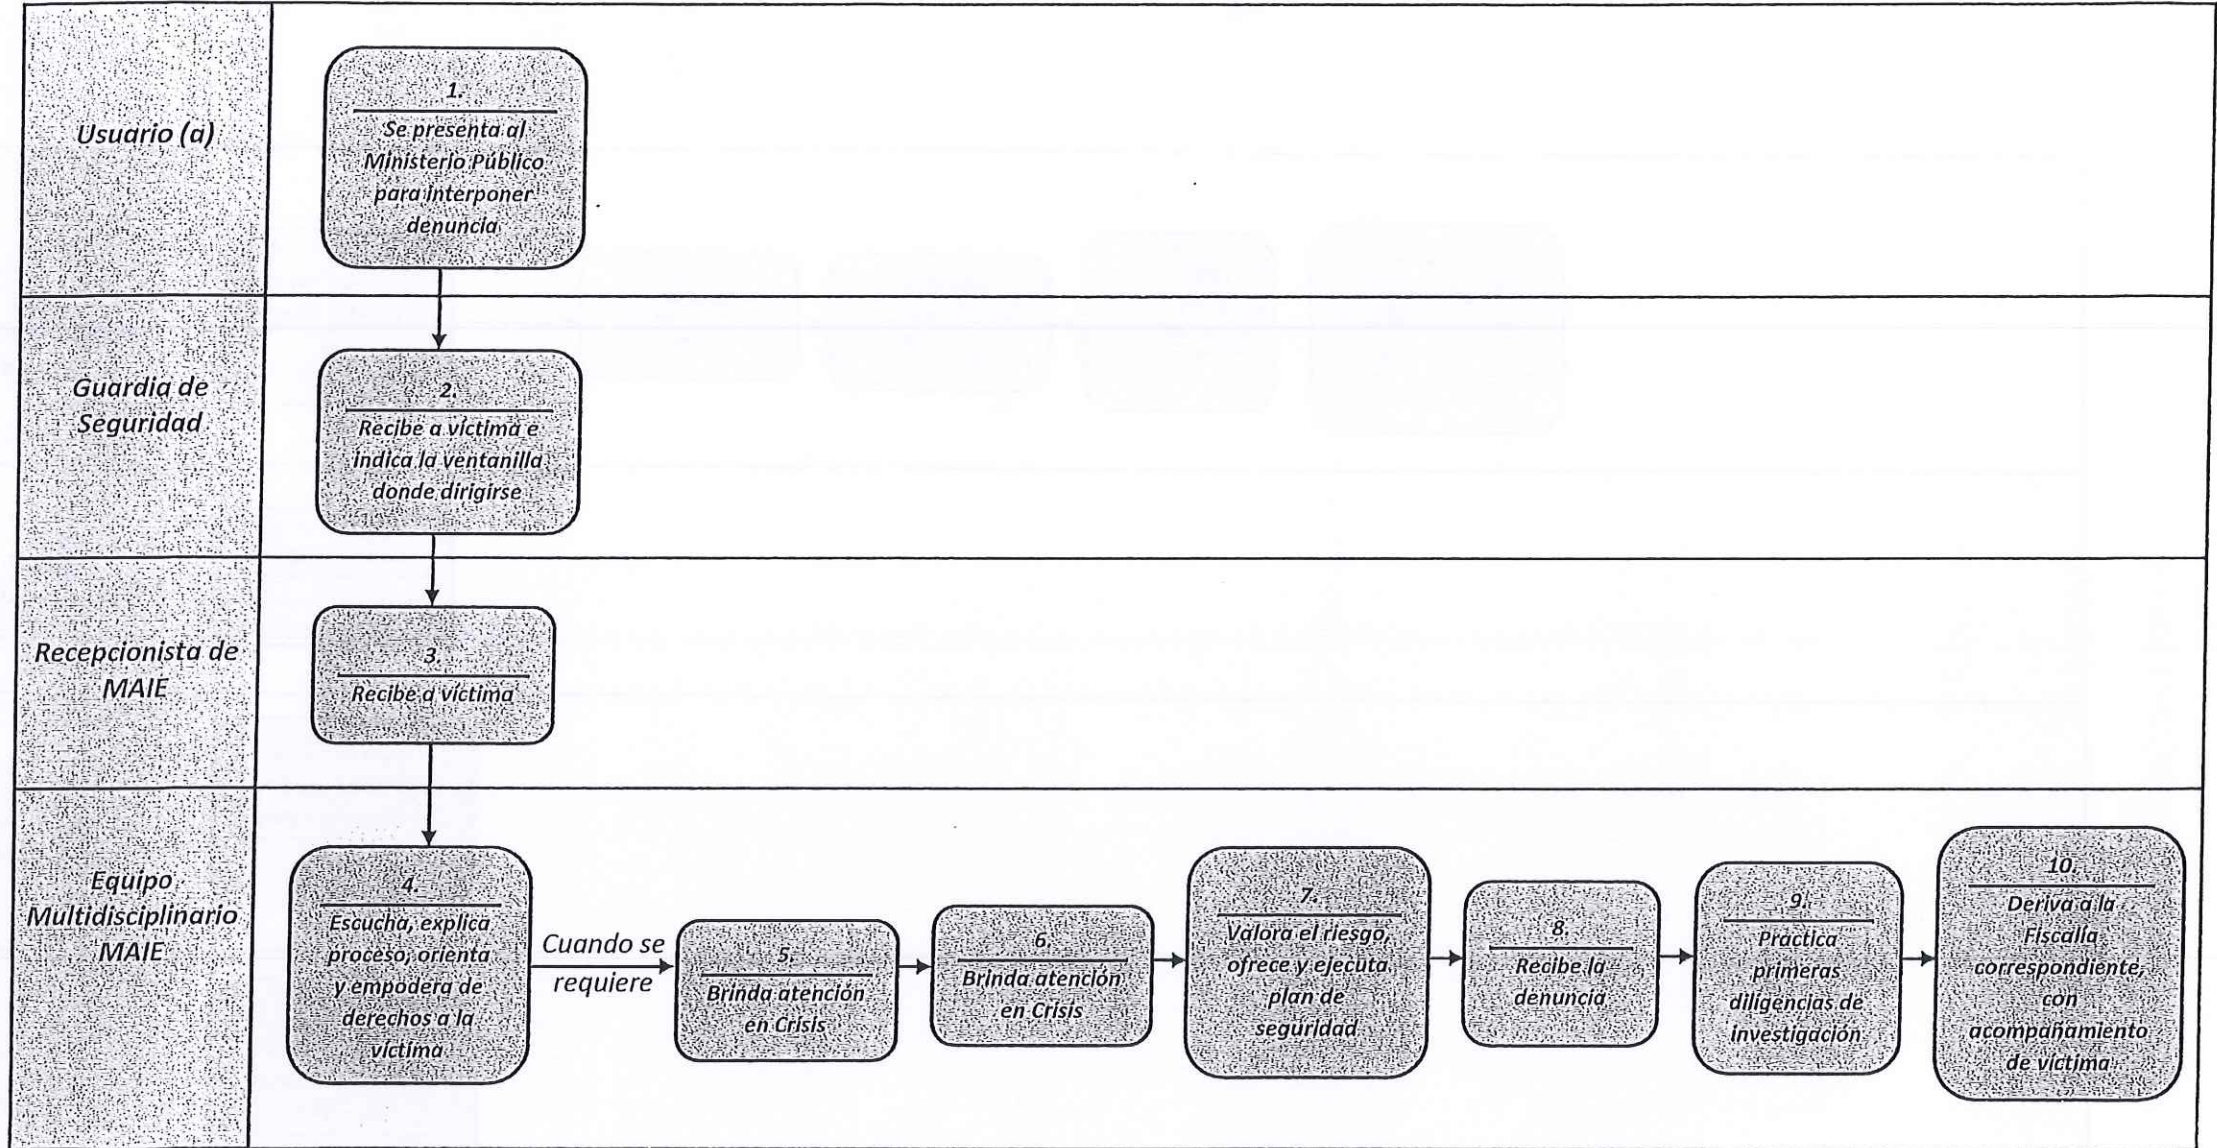 Usuario (a)
1.
Se presenta al
Ministerio Público
para interponer
denuncia
Guardia de
Seguridad
2.
Recibe a víctima e
indica la ventanilla
donde dirigirse
Recepcionista de
MAIE
3.
Recibe a víctima
Equipo
Multidisciplinario
MAIE
4.
Escucha, explica
proceso, orienta
y empodera de
derechos a la
víctima
Cuando se
requiere
5.
Brinda atención
en Crisis
6.
Brinda atención
en Crisis
7.
Valora el riesgo,
ofrece y ejecuta
plan de
seguridad
8.
Recibe la
denuncia
9.
Practica
primeras
diligencias de
investigación
10.
Deriva a la
Fiscalía
correspondiente,
con
acompañamiento
de víctima